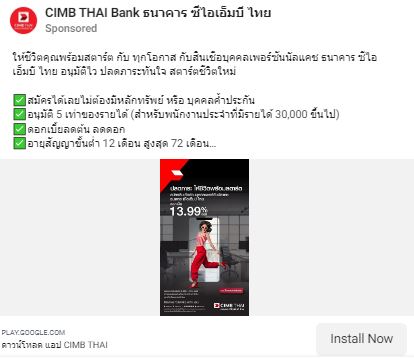 CIMB THAI Bank ธนาคาร ซีไอเอ็มบี ไทย
Sponsored
ให้ชีวิตคุณพร้อมสตาร์ต กับ ทุกโอกาส กับสินเชื่อบุคคลเพอร์ซันนัลแคช ธนาคาร ซีไอ
เอ็มบี ไทย อนุมัติไว ปลดภาระทันใจ สตาร์ตชีวิตใหม่
✅สมัครได้เลยไม่ต้องมีหลักทรัพย์ หรือ บุคคลค้ำประกัน
✅อนุมัติ 5 เท่าของรายได้ (สำหรับพนักงานประจำที่มีรายได้ 30,000 ขึ้นไป)
✅ดอกเบี้ยลดต้น ลดดอก
✅อายุสัญญาขั้นต่ำ 12 เดือน สูงสุด 72 เดือน...
ปลดภาระ ให้ชีวิตพร้อมสตาร์ต
13.99%
CIMB THAI
PLAY.GOOGLE.COM
ดาวน์โหลด แอป CIMB THAI
Install Now